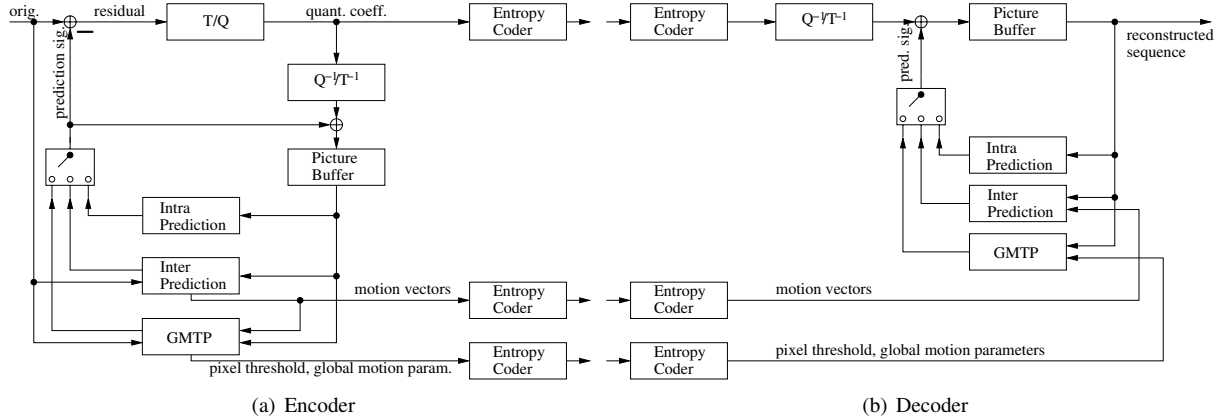 orig.
residual
T/Q
quant. coeff.
Entropy
Coder
Entropy
Coder
Q⁻¹/T⁻¹
Picture
Buffer
reconstructed
sequence
prediction sig.
Q⁻¹/T⁻¹
pred. sig.
Picture
Buffer
Intra
Prediction
Intra
Prediction
Inter
Prediction
GMTP
Inter
Prediction
motion vectors
Entropy
Coder
Entropy
Coder
motion vectors
GMTP
pixel threshold, global motion param.
Entropy
Coder
Entropy
Coder
pixel threshold, global motion parameters
(a) Encoder
(b) Decoder